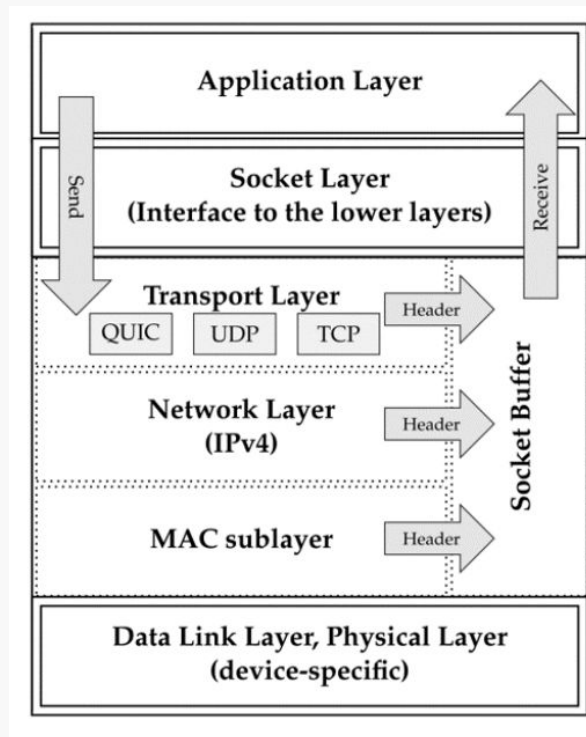 Application Layer
Send
Receive
Socket Layer
(Interface to the lower layers)
Transport Layer
QUIC
UDP
TCP
Header
Network Layer
(IPv4)
Header
MAC sublayer
Header
Socket Buffer
Data Link Layer, Physical Layer
(device-specific)